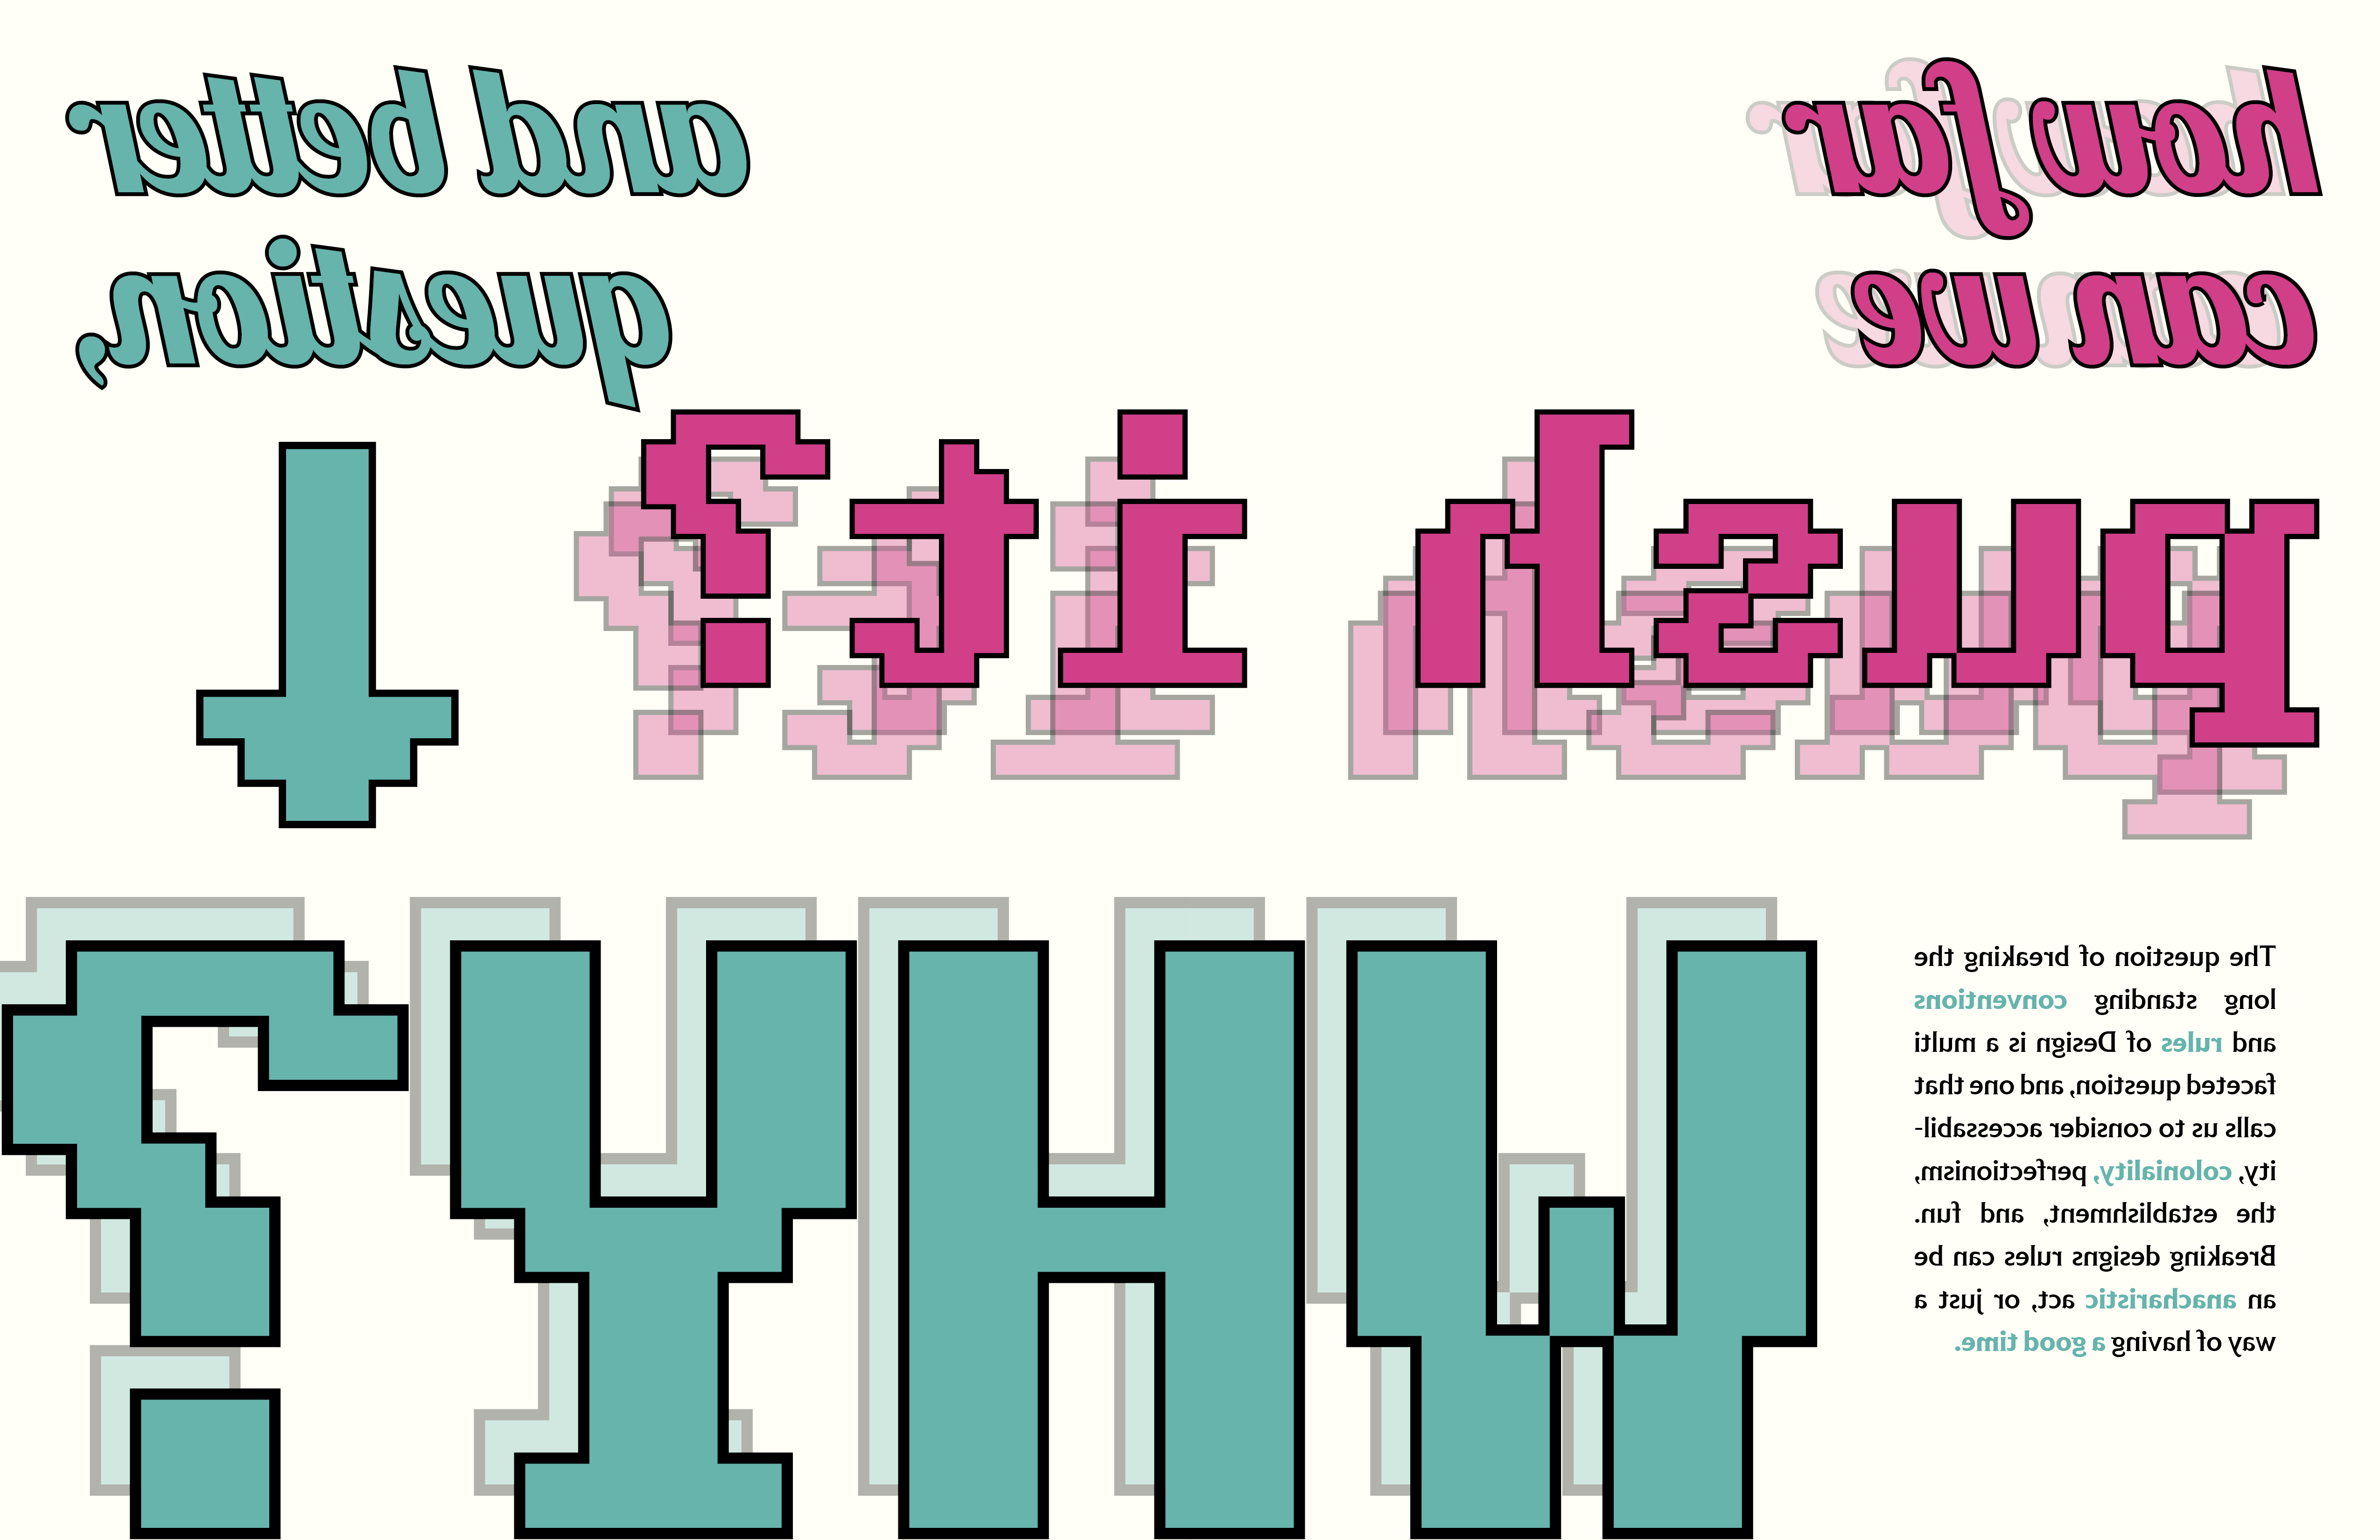 how far
can we
push it?
and better
question,
WHY?
The question of breaking the
long standing conventions
and rules of Design is a multi
faceted question, and one that
calls us to consider accessabil-
ity, coloniality, perfectionism,
the establishment, and fun.
Breaking designs rules can be
an anacharistic act, or just a
way of having a good time.